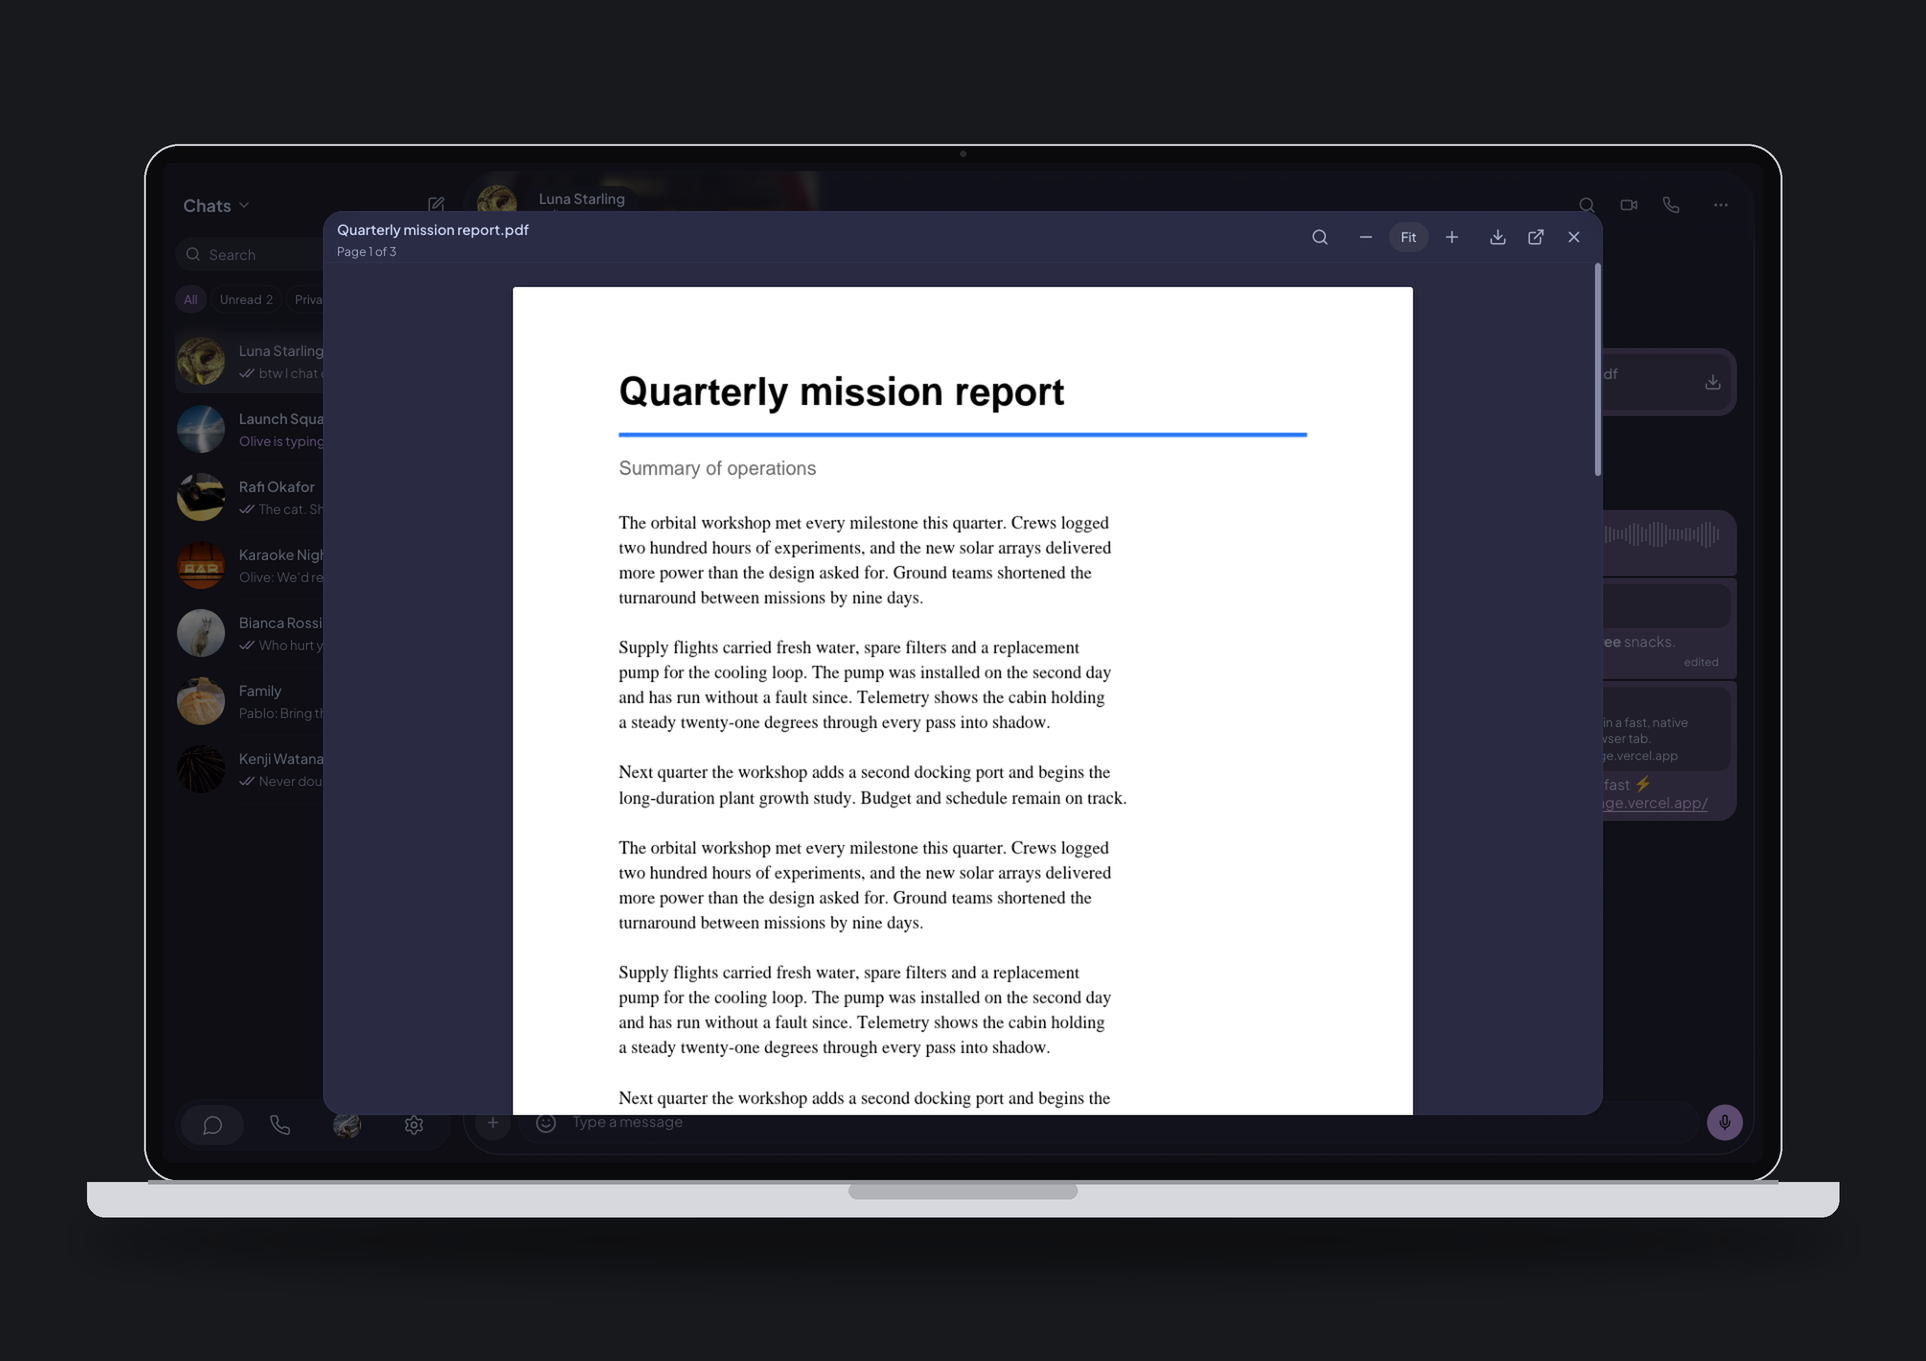 Chats
Luna Starling
Search
All
Unread 2
Luna Starling
btw I chat
Launch Squa
Olive is typing
Rafi Okafor
The cat. Sh
Karaoke Nigh
BAR
Olive: We'd re
Bianca Rossi
Who hurt y
Family
Pablo: Bring th
Kenji Watana
Never dou
Quarterly mission report.pdf
Page 1 of 3
Fit
Quarterly mission report
Summary of operations
The orbital workshop met every milestone this quarter. Crews logged
two hundred hours of experiments, and the new solar arrays delivered
more power than the design asked for. Ground teams shortened the
turnaround between missions by nine days.
Supply flights carried fresh water, spare filters and a replacement
pump for the cooling loop. The pump was installed on the second day
and has run without a fault since. Telemetry shows the cabin holding
a steady twenty-one degrees through every pass into shadow.
Next quarter the workshop adds a second docking port and begins the
long-duration plant growth study. Budget and schedule remain on track.
The orbital workshop met every milestone this quarter. Crews logged
two hundred hours of experiments, and the new solar arrays delivered
more power than the design asked for. Ground teams shortened the
turnaround between missions by nine days.
Supply flights carried fresh water, spare filters and a replacement
pump for the cooling loop. The pump was installed on the second day
and has run without a fault since. Telemetry shows the cabin holding
a steady twenty-one degrees through every pass into shadow.
Next quarter the workshop adds a second docking port and begins the
df
ee snacks.
edited
in a fast, native
wser tab.
ge.vercel.app
fast ⚡
age.vercel.app/
Type a message